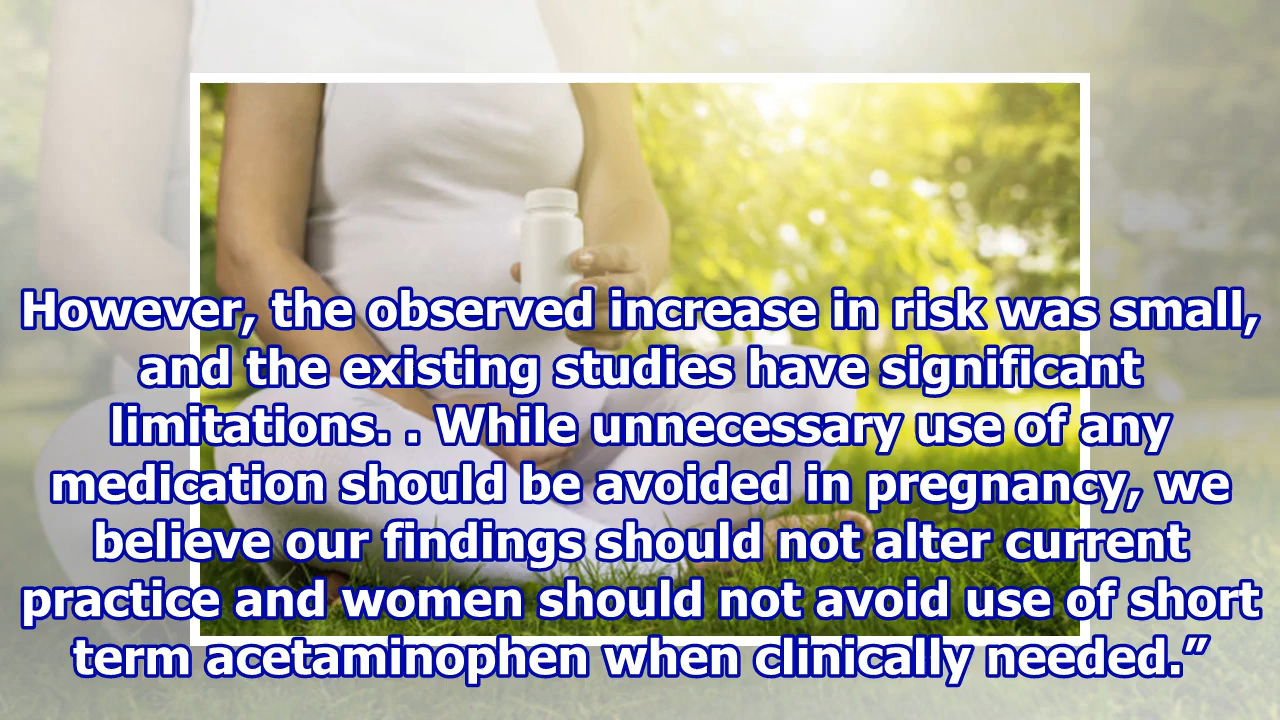 However, the observed increase in risk was small,
and the existing studies have significant
limitations. . While unnecessary use of any
medication should be avoided in pregnancy, we
believe our findings should not alter current
practice and women should not avoid use of short
term acetaminophen when clinically needed.”